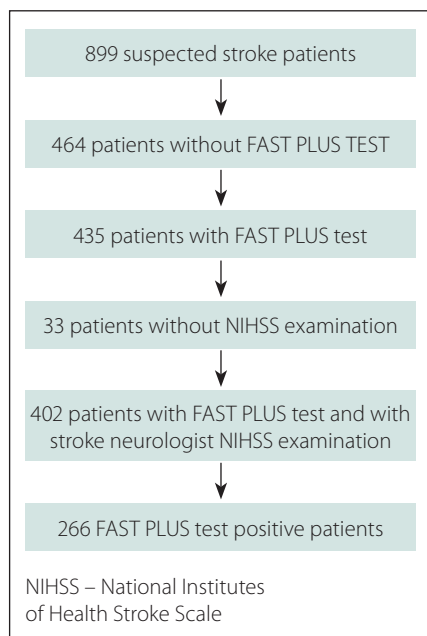 899 suspected stroke patients
464 patients without FAST PLUS TEST
435 patients with FAST PLUS test
33 patients without NIHSS examination
402 patients with FAST PLUS test and with
stroke neurologist NIHSS examination
266 FAST PLUS test positive patients
NIHSS – National Institutes
of Health Stroke Scale